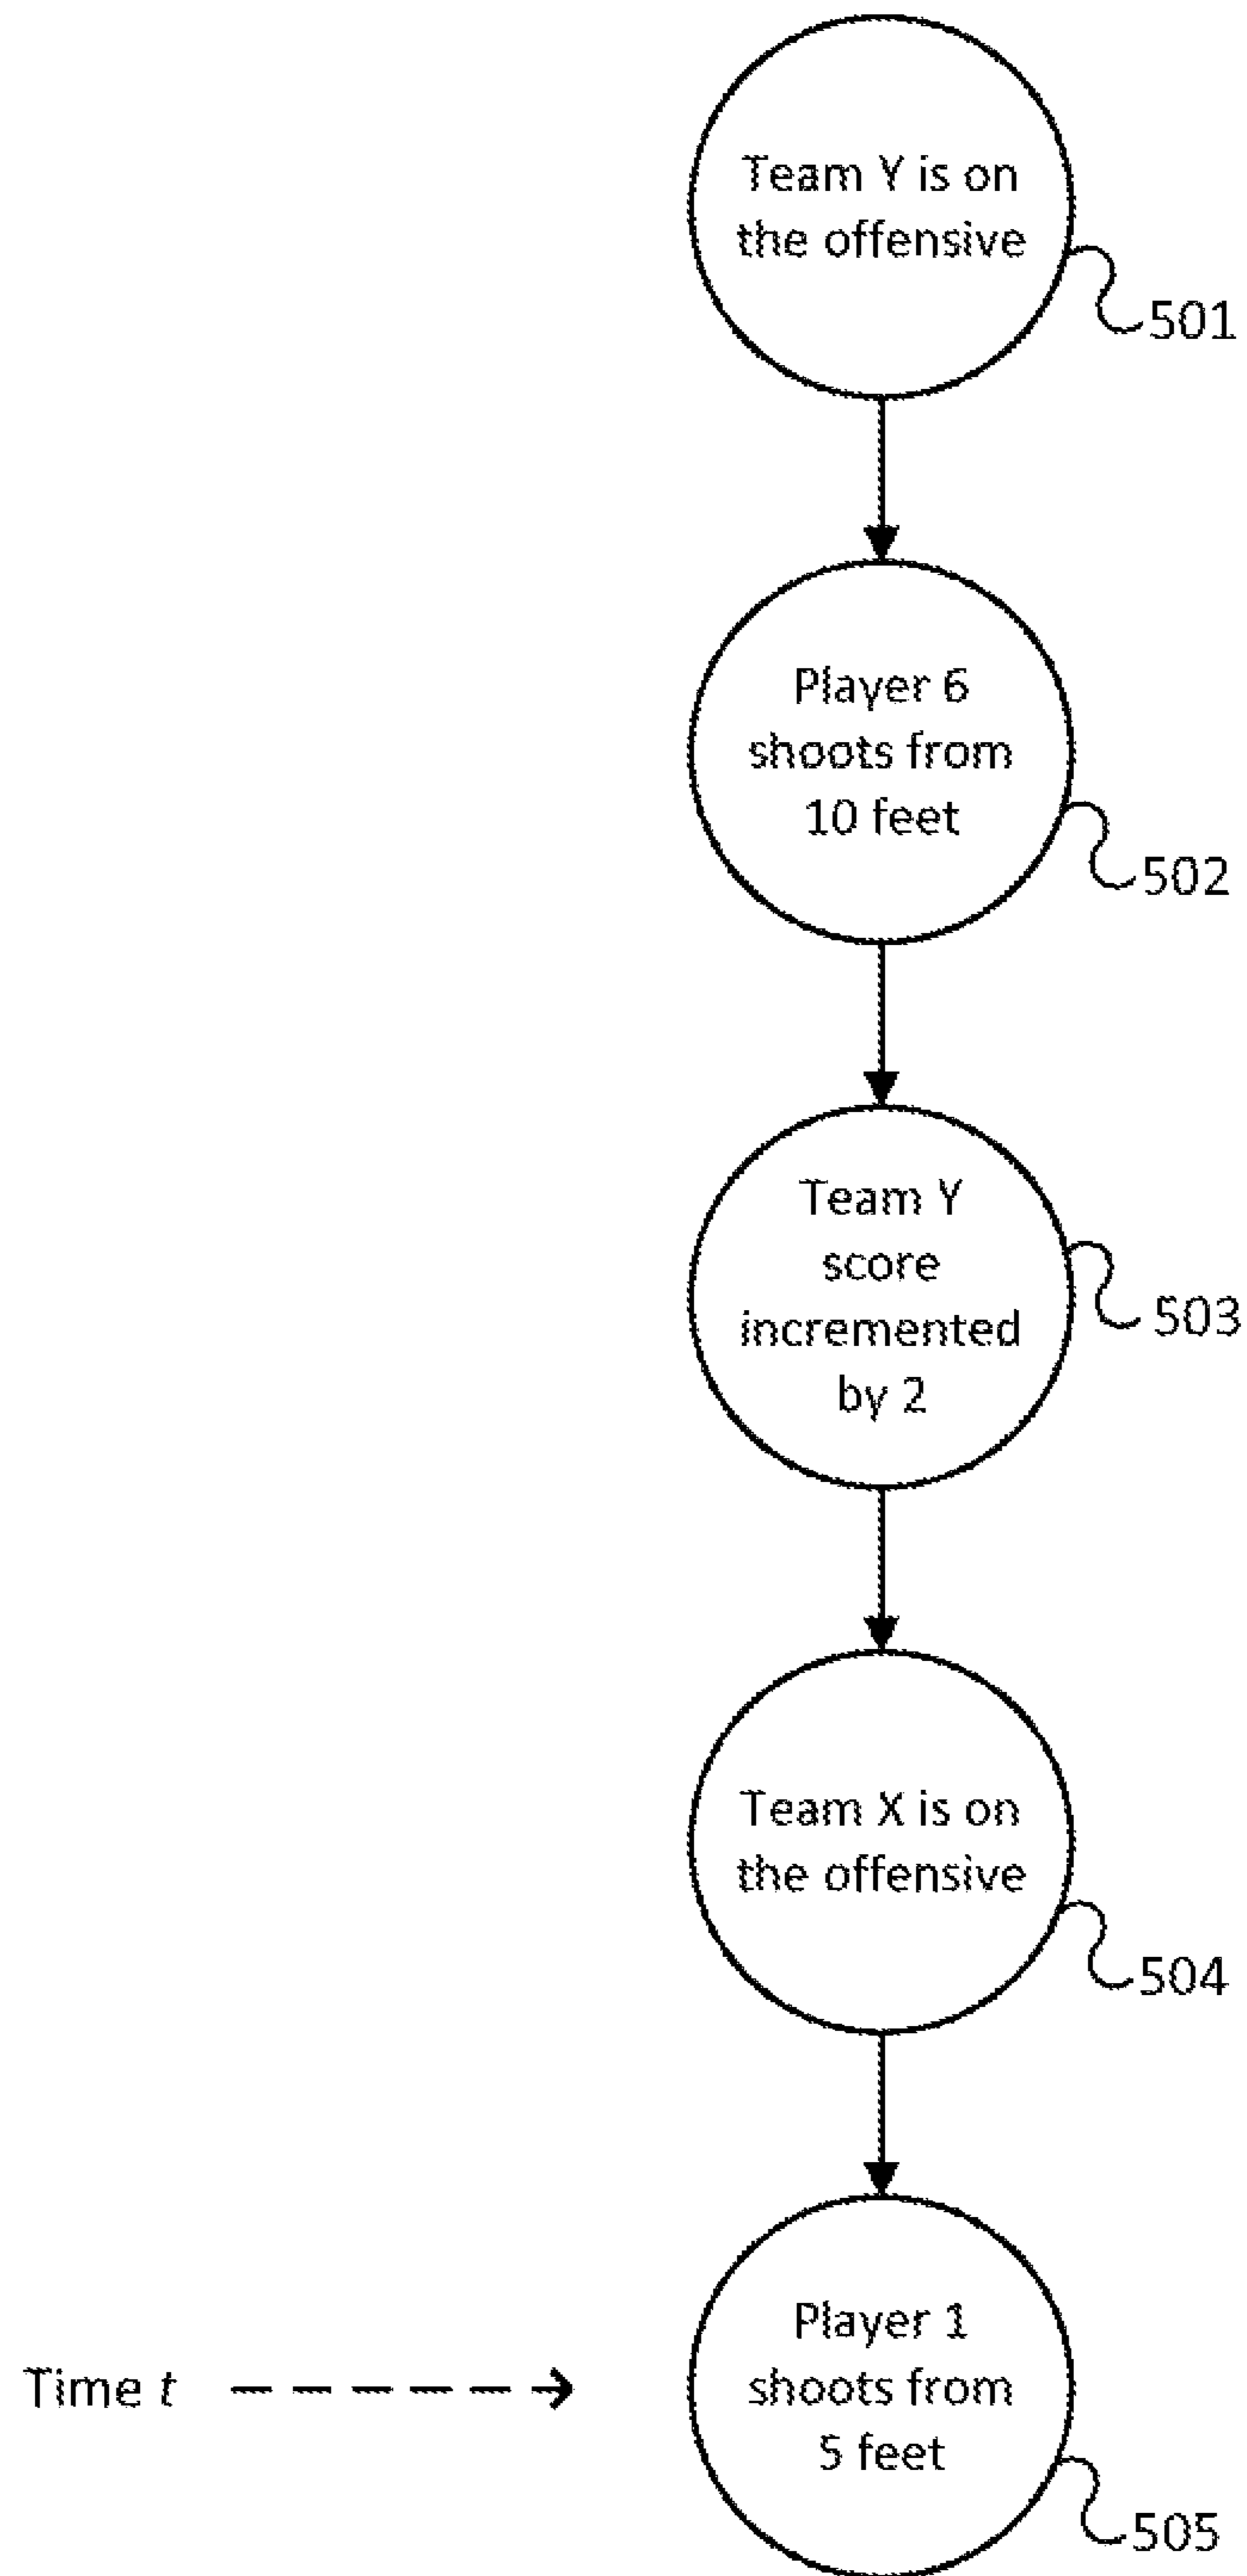 Team Y is on
the offensive
501
Player 6
shoots from
10 feet
502
Team Y
score
incremented
by 2
503
Team X is on
the offensive
504
Player 1
shoots from
5 feet
Time t
505